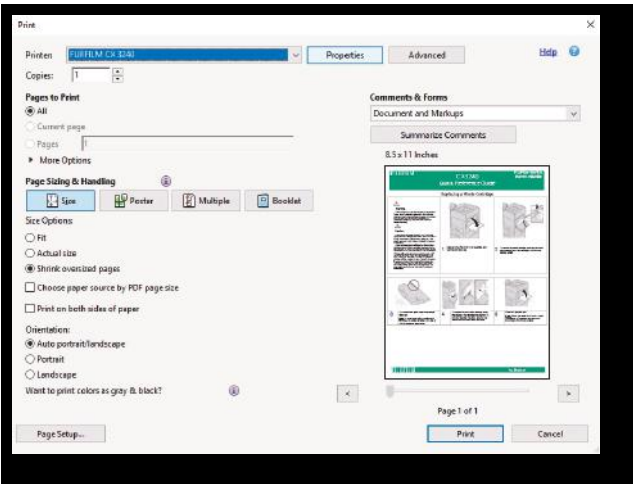 Print
Printer: FUJIFILM CX 3240 Properties Advanced Help
Copies: 1
Pages to Print
All
Current page
Pages 1
More Options
Comments & Forms
Document and Markups
Summarize Comments
8.5 x 11 Inches
Page Sizing & Handling
Size Poster Multiple Booklet
Size Options:
Fit
Actual size
Shrink oversized pages
Choose paper source by PDF page size
Print on both sides of paper
Orientation:
Auto portrait/landscape
Portrait
Landscape
Want to print colors as gray & black?
Quick Reference Guide
< >
Page 1 of 1
Page Setup... Print Cancel